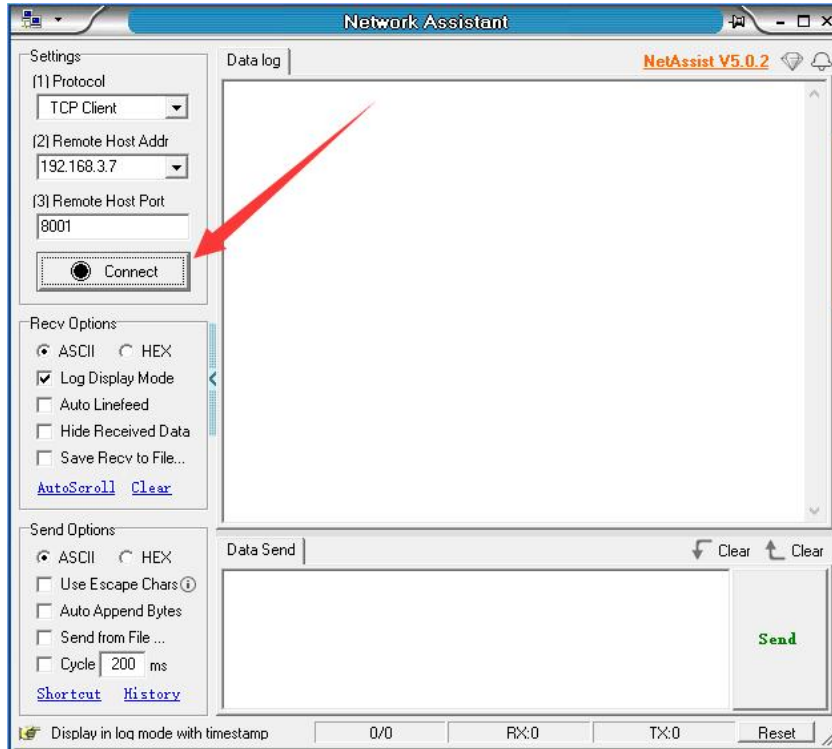 Network Assistant
Settings
(1) Protocol
TCP Client
(2) Remote Host Addr
192.168.3.7
(3) Remote Host Port
8001
Connect
Recv Options
ASCII HEX
Log Display Mode
Auto Linefeed
Hide Received Data
Save Recv to File...
AutoScroll Clear
Send Options
ASCII HEX
Use Escape Chars
Auto Append Bytes
Send from File ...
Cycle 200 ms
Shortcut History
Data log NetAssist V5.0.2
Data Send Clear Clear
Send
Display in log mode with timestamp 0/0 RX:0 TX:0 Reset